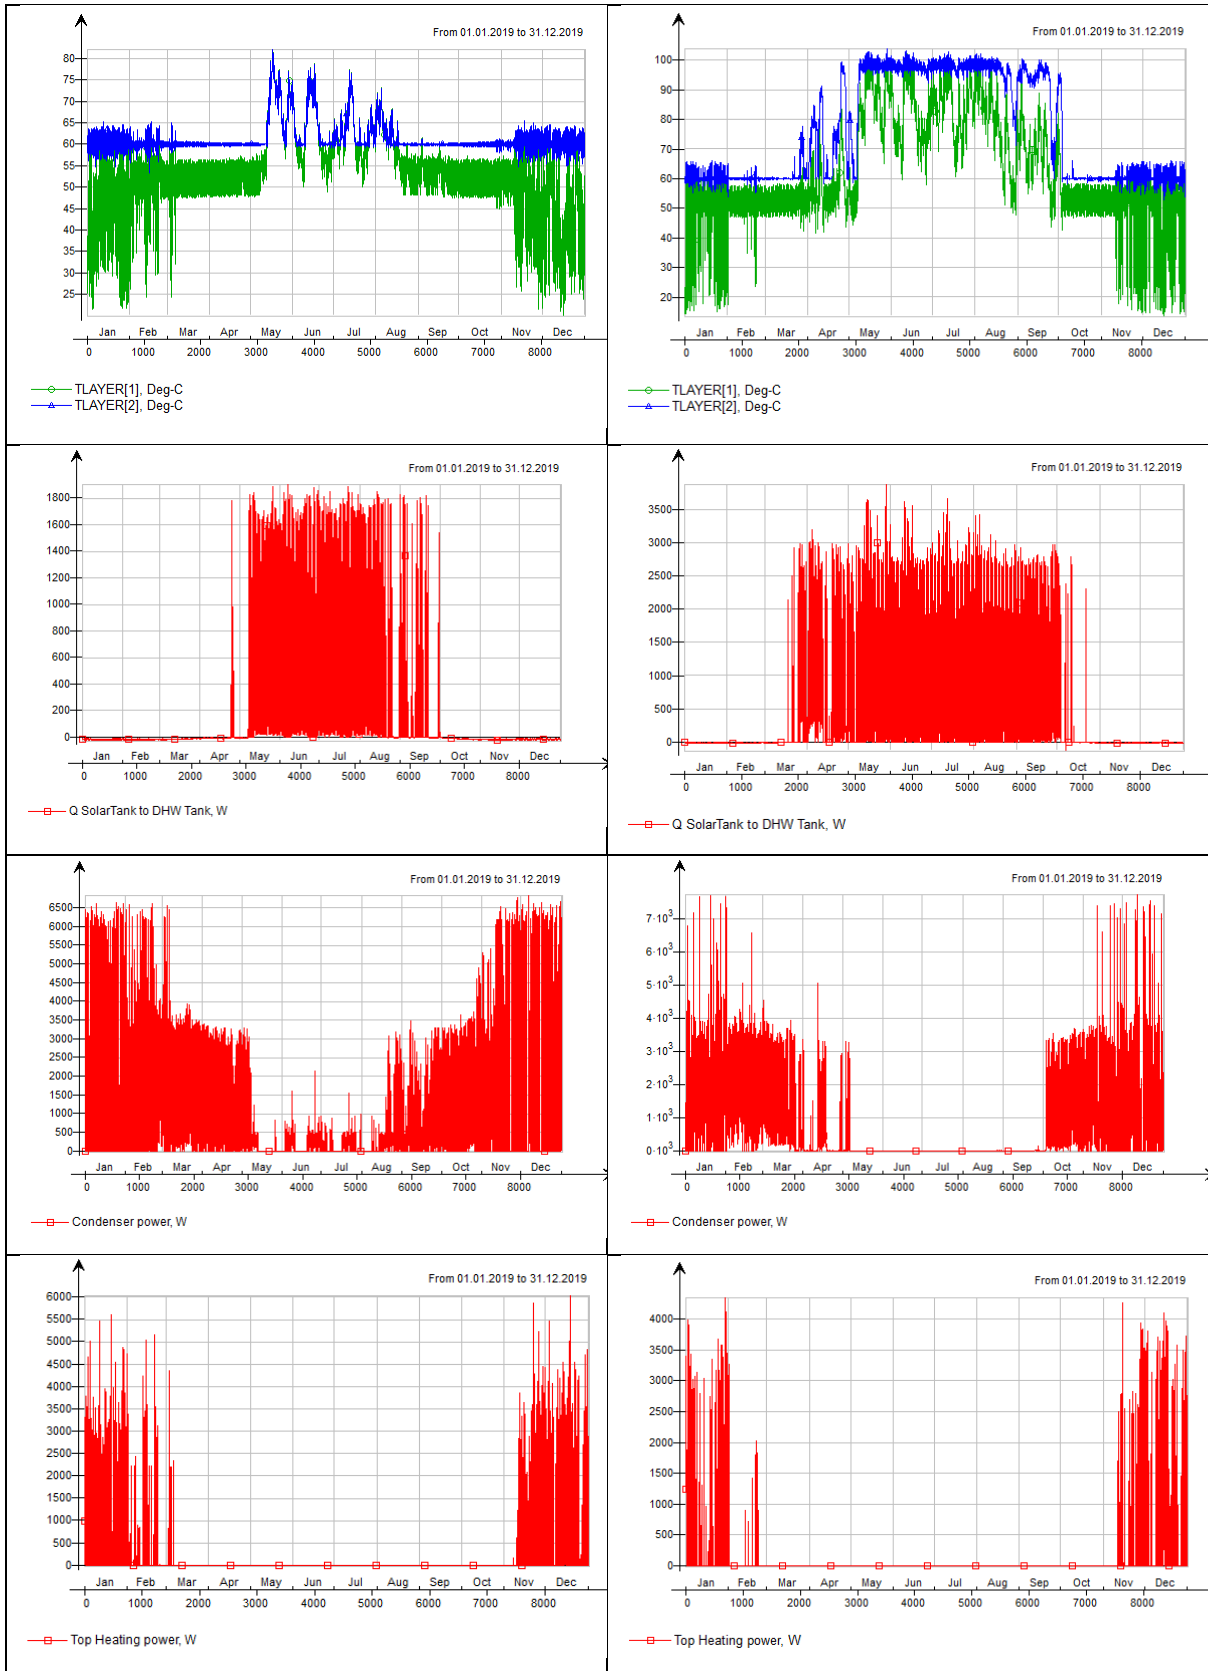 From 01.01.2019 to 31.12.2019
80
75
70
65
60
55
50
45
40
35
30
25
Jan Feb Mar Apr May Jun Jul Aug Sep Oct Nov Dec
0 1000 2000 3000 4000 5000 6000 7000 8000
TLAYER[1], Deg-C
TLAYER[2], Deg-C
From 01.01.2019 to 31.12.2019
100
90
80
70
60
50
40
30
20
Jan Feb Mar Apr May Jun Jul Aug Sep Oct Nov Dec
0 1000 2000 3000 4000 5000 6000 7000 8000
TLAYER[1], Deg-C
TLAYER[2], Deg-C
From 01.01.2019 to 31.12.2019
1800
1600
1400
1200
1000
800
600
400
200
0
Jan Feb Mar Apr May Jun Jul Aug Sep Oct Nov Dec
0 1000 2000 3000 4000 5000 6000 7000 8000
Q SolarTank to DHW Tank, W
From 01.01.2019 to 31.12.2019
3500
3000
2500
2000
1500
1000
500
0
Jan Feb Mar Apr May Jun Jul Aug Sep Oct Nov Dec
0 1000 2000 3000 4000 5000 6000 7000 8000
Q SolarTank to DHW Tank, W
From 01.01.2019 to 31.12.2019
6500
6000
5500
5000
4500
4000
3500
3000
2500
2000
1500
1000
500
0
Jan Feb Mar Apr May Jun Jul Aug Sep Oct Nov Dec
0 1000 2000 3000 4000 5000 6000 7000 8000
Condenser power, W
From 01.01.2019 to 31.12.2019
7·10³
6·10³
5·10³
4·10³
3·10³
2·10³
1·10³
0·10³
Jan Feb Mar Apr May Jun Jul Aug Sep Oct Nov Dec
0 1000 2000 3000 4000 5000 6000 7000 8000
Condenser power, W
From 01.01.2019 to 31.12.2019
6000
5500
5000
4500
4000
3500
3000
2500
2000
1500
1000
500
0
Jan Feb Mar Apr May Jun Jul Aug Sep Oct Nov Dec
0 1000 2000 3000 4000 5000 6000 7000 8000
Top Heating power, W
From 01.01.2019 to 31.12.2019
4000
3500
3000
2500
2000
1500
1000
500
0
Jan Feb Mar Apr May Jun Jul Aug Sep Oct Nov Dec
0 1000 2000 3000 4000 5000 6000 7000 8000
Top Heating power, W